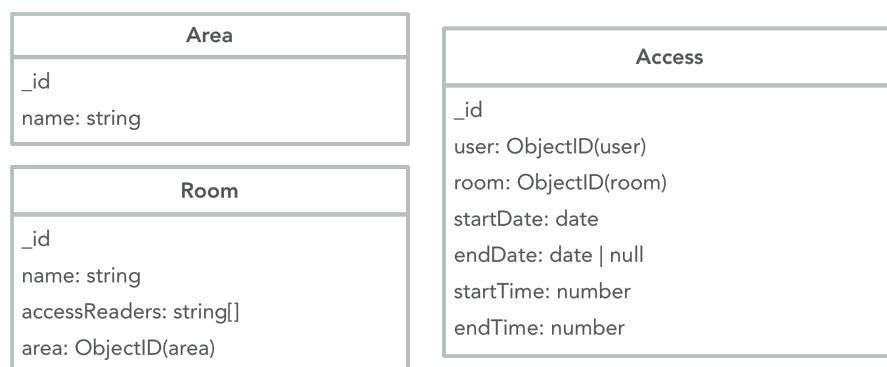 Area
_id
name: string
Room
_id
name: string
accessReaders: string[]
area: ObjectID(area)
Access
_id
user: ObjectID(user)
room: ObjectID(room)
startDate: date
endDate: date | null
startTime: number
endTime: number